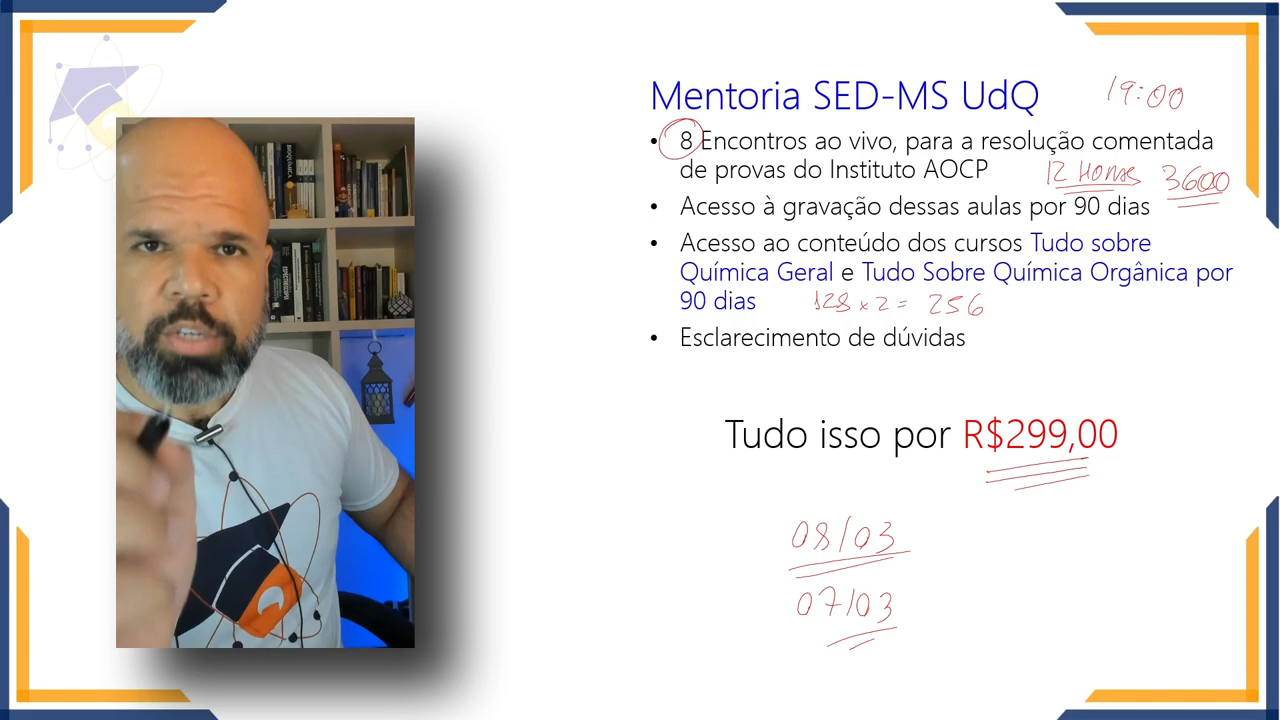 Mentoria SED-MS UdQ
19:00
• 8 Encontros ao vivo, para a resolução comentada
de provas do Instituto AOCP
12 Horas 3600
• Acesso à gravação dessas aulas por 90 dias
• Acesso ao conteúdo dos cursos Tudo sobre
Química Geral e Tudo Sobre Química Orgânica por
90 dias
128 x 2 = 256
• Esclarecimento de dúvidas
Tudo isso por R$299,00
08/03
07/03
BIOQUÍMICA